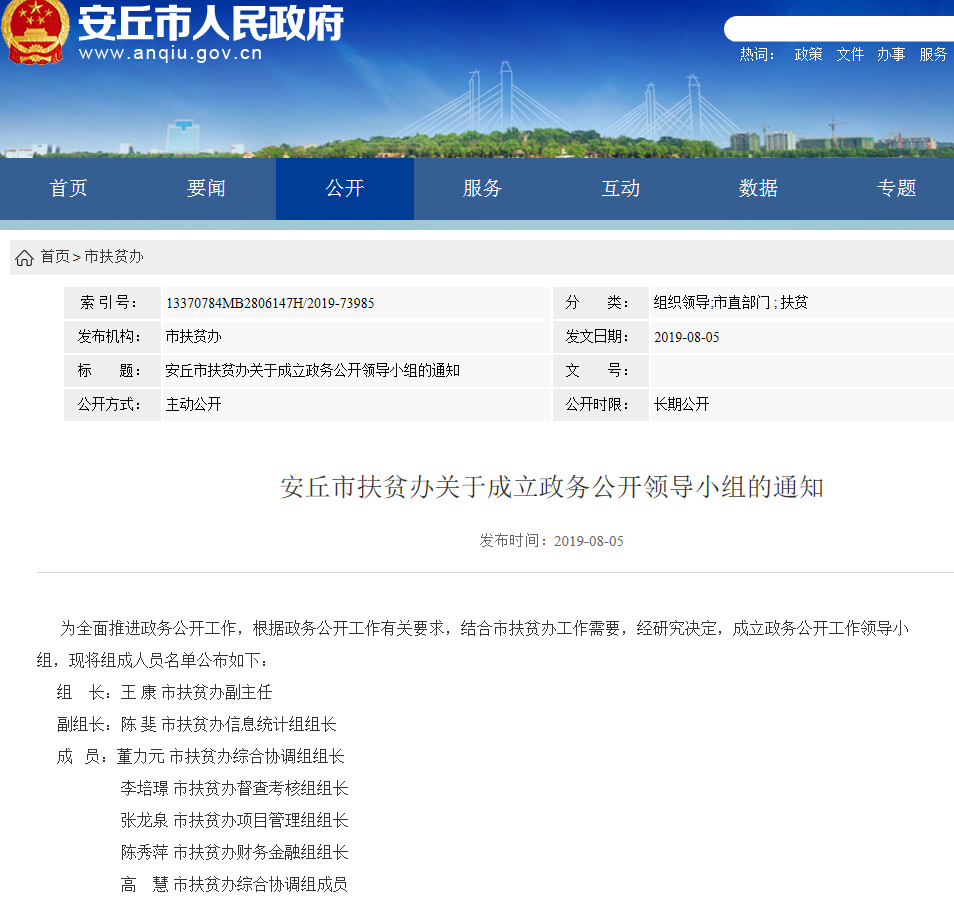 安丘市人民政府
www.anqiu.gov.cn
热词： 政策 文件 办事 服务
首页 要闻 公开 服务 互动 数据 专题
首页 > 市扶贫办
索 引 号： 13370784MB2806147H/2019-73985 分 类： 组织领导;市直部门 ; 扶贫
发布机构： 市扶贫办 发文日期： 2019-08-05
标 题： 安丘市扶贫办关于成立政务公开领导小组的通知 文 号：
公开方式： 主动公开 公开时限： 长期公开
安丘市扶贫办关于成立政务公开领导小组的通知
发布时间：2019-08-05
为全面推进政务公开工作，根据政务公开工作有关要求，结合市扶贫办工作需要，经研究决定，成立政务公开工作领导小
组，现将组成人员名单公布如下：
组 长：王 康 市扶贫办副主任
副组长：陈 斐 市扶贫办信息统计组组长
成 员：董力元 市扶贫办综合协调组组长
李培璟 市扶贫办督查考核组组长
张龙泉 市扶贫办项目管理组组长
陈秀萍 市扶贫办财务金融组组长
高 慧 市扶贫办综合协调组成员